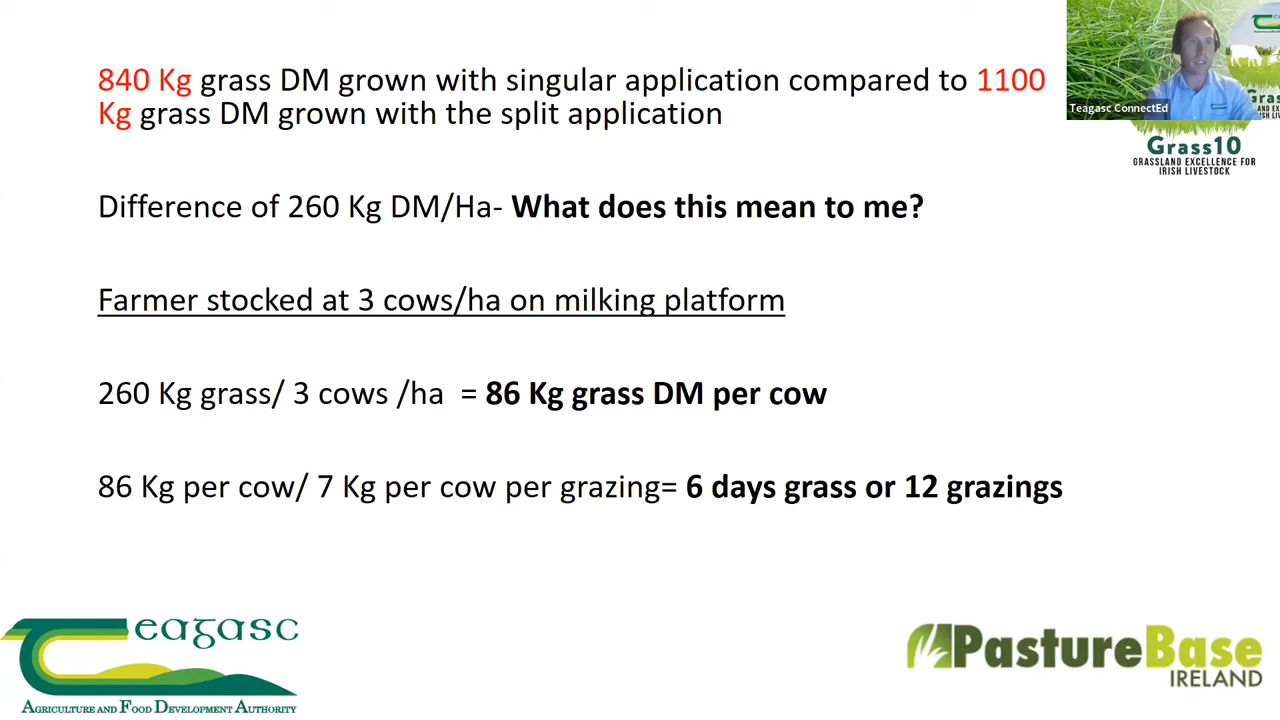 840 Kg grass DM grown with singular application compared to 1100
Kg grass DM grown with the split application
Difference of 260 Kg DM/Ha- What does this mean to me?
Farmer stocked at 3 cows/ha on milking platform
260 Kg grass/ 3 cows /ha = 86 Kg grass DM per cow
86 Kg per cow/ 7 Kg per cow per grazing= 6 days grass or 12 grazings
Teagasc ConnectEd
Grass10
GRASSLAND EXCELLENCE FOR
IRISH LIVESTOCK
Teagasc
AGRICULTURE AND FOOD DEVELOPMENT AUTHORITY
PastureBase
IRELAND